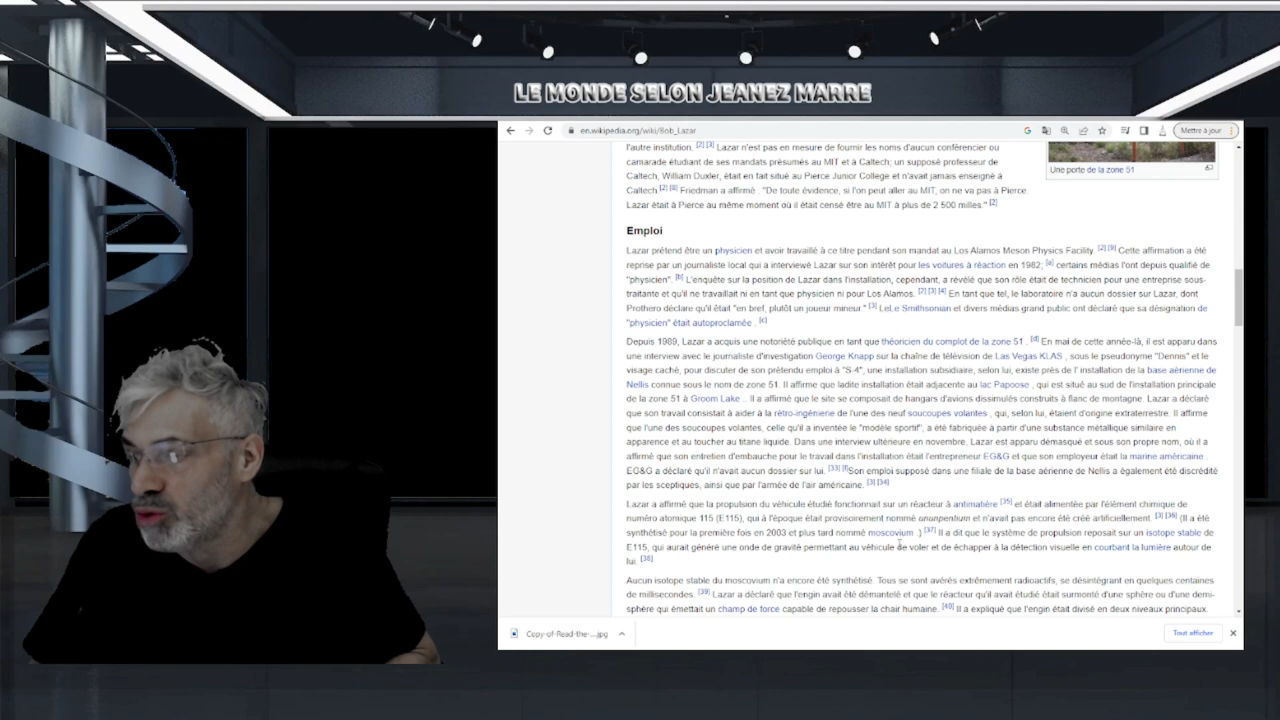 LE MONDE SELON JEANEZ MARRE
en.wikipedia.org/wiki/Bob_Lazar
Mettre à jour
l'autre institution. [2] [3] Lazar n'est pas en mesure de fournir les noms d'aucun conférencier ou
camarade étudiant de ses mandats présumés au MIT et à Caltech; un supposé professeur de
Caltech, William Duxler, était en fait situé au Pierce Junior College et n'avait jamais enseigné à
Caltech.[2] [8] Friedman a affirmé : "De toute évidence, si l'on peut aller au MIT, on ne va pas à Pierce.
Lazar était à Pierce au même moment où il était censé être au MIT à plus de 2 500 milles." [2]
Une porte de la zone 51
Emploi
Lazar prétend être un physicien et avoir travaillé à ce titre pendant son mandat au Los Alamos Meson Physics Facility. [2] [9] Cette affirmation a été
reprise par un journaliste local qui a interviewé Lazar sur son intérêt pour les voitures à réaction en 1982; [a] certains médias l'ont depuis qualifié de
"physicien". [b] L'enquête sur la position de Lazar dans l'installation, cependant, a révélé que son rôle était de technicien pour une entreprise sous-
traitante et qu'il ne travaillait ni en tant que physicien ni pour Los Alamos. [2] [3] [4] En tant que tel, le laboratoire n'a aucun dossier sur Lazar, dont
Prothero déclare qu'il était "en bref, plutôt un joueur mineur." [3] LeLe Smithsonian et divers médias grand public ont déclaré que sa désignation de
"physicien" était autoproclamée . [c]
Depuis 1989, Lazar a acquis une notoriété publique en tant que théoricien du complot de la zone 51 . [d] En mai de cette année-là, il est apparu dans
une interview avec le journaliste d'investigation George Knapp sur la chaîne de télévision de Las Vegas KLAS , sous le pseudonyme "Dennis" et le
visage caché, pour discuter de son prétendu emploi à "S-4", une installation subsidiaire, selon lui, existe près de l' installation de la base aérienne de
Nellis connue sous le nom de zone 51. Il affirme que ladite installation était adjacente au lac Papoose , qui est situé au sud de l'installation principale
de la zone 51 à Groom Lake . Il a affirmé que le site se composait de hangars d'avions dissimulés construits à flanc de montagne. Lazar a déclaré
que son travail consistait à aider à la rétro-ingénierie de l'une des neuf soucoupes volantes , qui, selon lui, étaient d'origine extraterrestre. Il affirme
que l'une des soucoupes volantes, celle qu'il a inventée le "modèle sportif", a été fabriquée à partir d'une substance métallique similaire en
apparence et au toucher au titane liquide. Dans une interview ultérieure en novembre, Lazar est apparu démasqué et sous son propre nom, où il a
affirmé que son entretien d'embauche pour le travail dans l'installation était l'entrepreneur EG&G et que son employeur était la marine américaine .
EG&G a déclaré qu'il n'avait aucun dossier sur lui. [33] Son emploi supposé dans une filiale de la base aérienne de Nellis a également été discrédité
par les sceptiques, ainsi que par l'armée de l'air américaine. [3] [34]
Lazar a affirmé que la propulsion du véhicule étudié fonctionnait sur un réacteur à antimatière [35] et était alimentée par l'élément chimique de
numéro atomique 115 (E115), qui à l'époque était provisoirement nommé ununpentium et n'avait pas encore été créé artificiellement. [3] [36] (Il a été
synthétisé pour la première fois en 2003 et plus tard nommé moscovium .) [37] Il a dit que le système de propulsion reposait sur un isotope stable de
E115, qui aurait généré une onde de gravité permettant au véhicule de voler et de échapper à la détection visuelle en courbant la lumière autour de
lui. [38]
Aucun isotope stable du moscovium n'a encore été synthétisé. Tous se sont avérés extrêmement radioactifs, se désintégrant en quelques centaines
de millisecondes. [39] Lazar a déclaré que l'engin avait été démantelé et que le réacteur qu'il avait étudié était surmonté d'une sphère ou d'une demi-
sphère qui émettait un champ de force capable de repousser la chair humaine. [40] Il a expliqué que l'engin était divisé en deux niveaux principaux.
Copy-of-Read-the-....jpg
Tout afficher